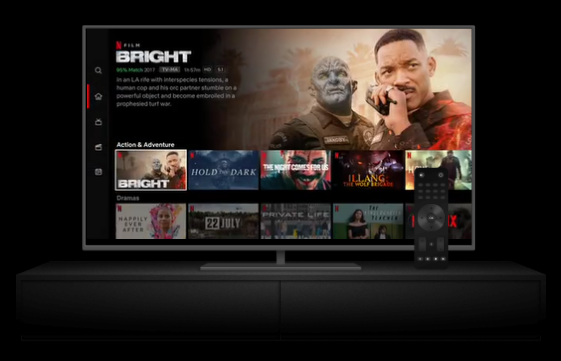 N FILM
BRIGHT
95% Match 2017 TV-MA 1h 57m HD 5.1
In an LA rife with interspecies tensions, a
human cop and his orc partner stumble on a
powerful object and become embroiled in a
prophesied turf war.
Action & Adventure
BRIGHT
HOLD THE DARK
THE NIGHT COMES FOR US
ILLANG
THE WOLF BRIGADE
Dramas
HAPPILY
EVER
AFTER
22 JULY
PRIVATE LIFE
TEACHER